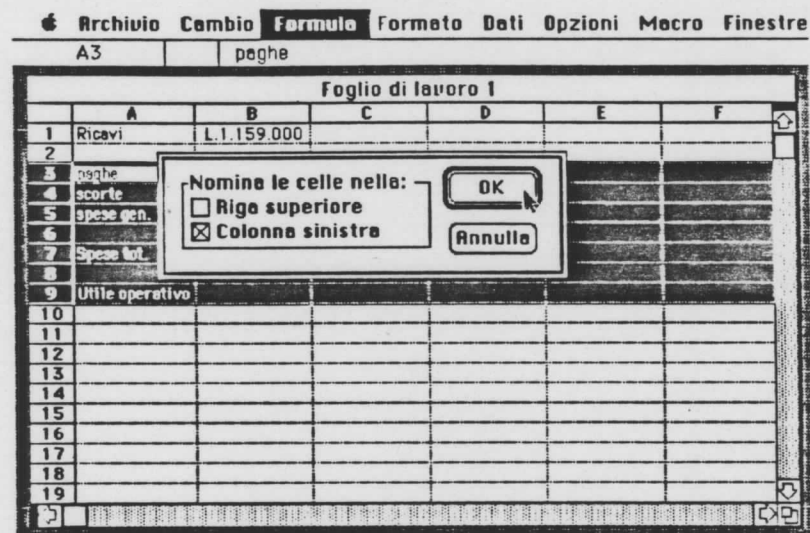 Archivio Cambio Formula Formato Dati Opzioni Macro Finestre
A3 paghe
Foglio di lavoro 1
A B C D E F
1 Ricavi L.1.159.000
2
3 paghe
4 scorte
5 spese gen.
6
7 Spese tot.
8
9 Utile operativo
10
11
12
13
14
15
16
17
18
19
Nomina le celle nella:
Riga superiore
Colonna sinistra
OK
Annulla